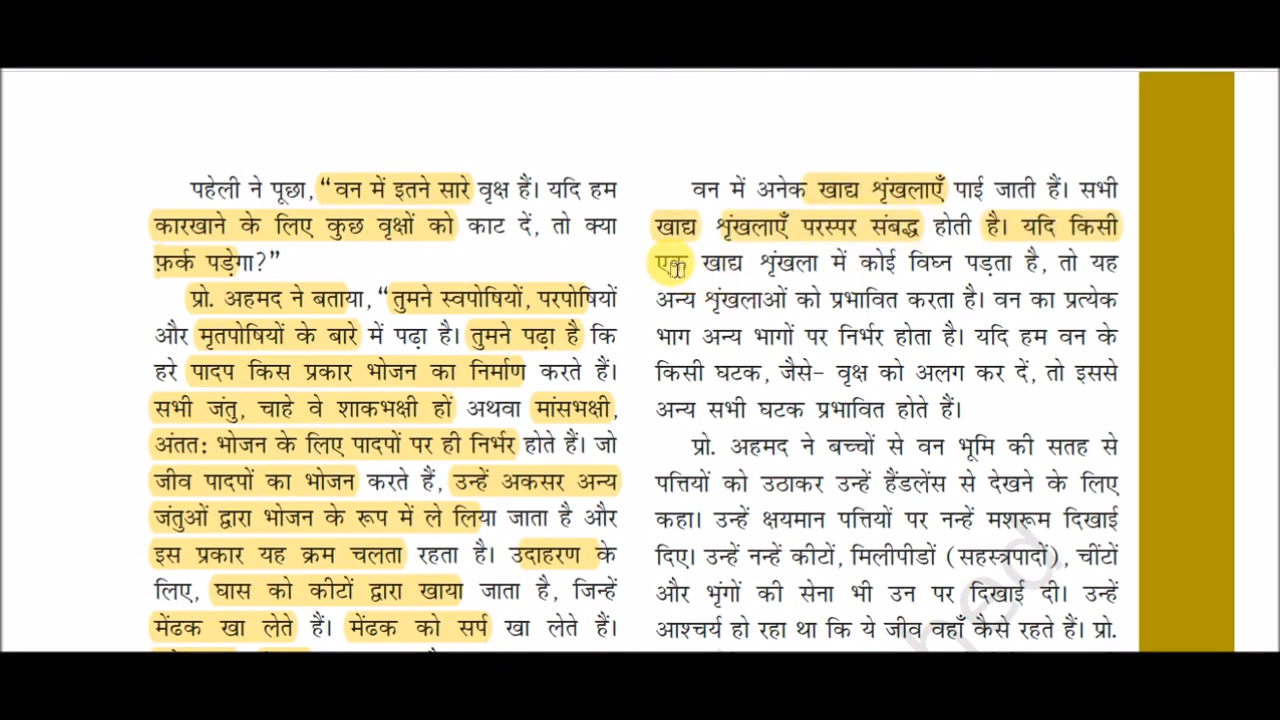 पहेली ने पूछा, “वन में इतने सारे वृक्ष हैं। यदि हम
कारखाने के लिए कुछ वृक्षों को काट दें, तो क्या
फ़र्क पड़ेगा?”
प्रो. अहमद ने बताया, “तुमने स्वपोषियों, परपोषियों
और मृतपोषियों के बारे में पढ़ा है। तुमने पढ़ा है कि
हरे पादप किस प्रकार भोजन का निर्माण करते हैं।
सभी जंतु, चाहे वे शाकभक्षी हों अथवा मांसभक्षी,
अंतत: भोजन के लिए पादपों पर ही निर्भर होते हैं। जो
जीव पादपों का भोजन करते हैं, उन्हें अकसर अन्य
जंतुओं द्वारा भोजन के रूप में ले लिया जाता है और
इस प्रकार यह क्रम चलता रहता है। उदाहरण के
लिए, घास को कीटों द्वारा खाया जाता है, जिन्हें
मेंढक खा लेते हैं। मेंढक को सर्प खा लेते हैं।
वन में अनेक खाद्य शृंखलाएँ पाई जाती हैं। सभी
खाद्य शृंखलाएँ परस्पर संबद्ध होती है। यदि किसी
एक खाद्य शृंखला में कोई विघ्न पड़ता है, तो यह
अन्य शृंखलाओं को प्रभावित करता है। वन का प्रत्येक
भाग अन्य भागों पर निर्भर होता है। यदि हम वन के
किसी घटक, जैसे– वृक्ष को अलग कर दें, तो इससे
अन्य सभी घटक प्रभावित होते हैं।
प्रो. अहमद ने बच्चों से वन भूमि की सतह से
पत्तियों को उठाकर उन्हें हैंडलेंस से देखने के लिए
कहा। उन्हें क्षयमान पत्तियों पर नन्हें मशरूम दिखाई
दिए। उन्हें नन्हें कीटों, मिलीपीडों (सहस्त्रपादों), चींटों
और भृंगों की सेना भी उन पर दिखाई दी। उन्हें
आश्चर्य हो रहा था कि ये जीव वहाँ कैसे रहते हैं। प्रो.